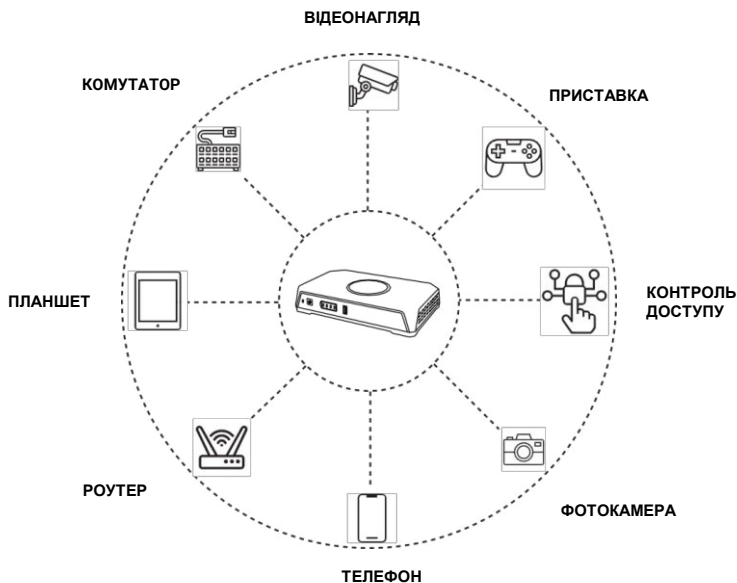 ВІДЕОНАГЛЯД
КОМУТАТОР
ПРИСТАВКА
ПЛАНШЕТ
КОНТРОЛЬ
ДОСТУПУ
РОУТЕР
ФОТОКАМЕРА
ТЕЛЕФОН